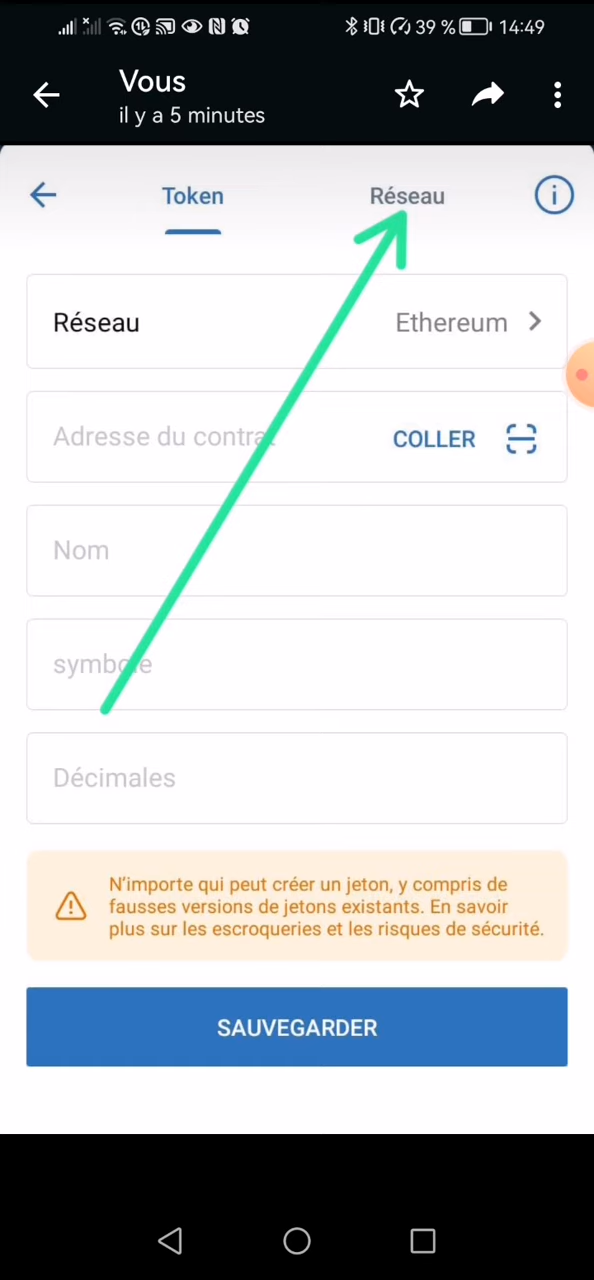 39 % 14:49
Vous
il y a 5 minutes
Token Réseau
Réseau Ethereum
Adresse du contrat COLLER
Nom
symbole
Décimales
N'importe qui peut créer un jeton, y compris de
fausses versions de jetons existants. En savoir
plus sur les escroqueries et les risques de sécurité.
SAUVEGARDER